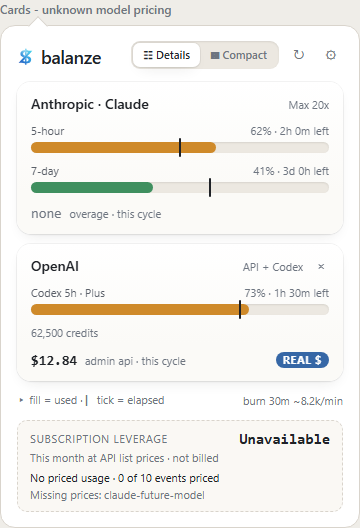 Cards - unknown model pricing
balanze
Details
Compact
Anthropic · Claude
Max 20x
5-hour
62% · 2h 0m left
7-day
41% · 3d 0h left
none overage · this cycle
OpenAI
API + Codex ×
Codex 5h · Plus
73% · 1h 30m left
62,500 credits
$12.84 admin api · this cycle
REAL $
fill = used · | tick = elapsed
burn 30m ~8.2k/min
SUBSCRIPTION LEVERAGE
Unavailable
This month at API list prices · not billed
No priced usage · 0 of 10 events priced
Missing prices: claude-future-model